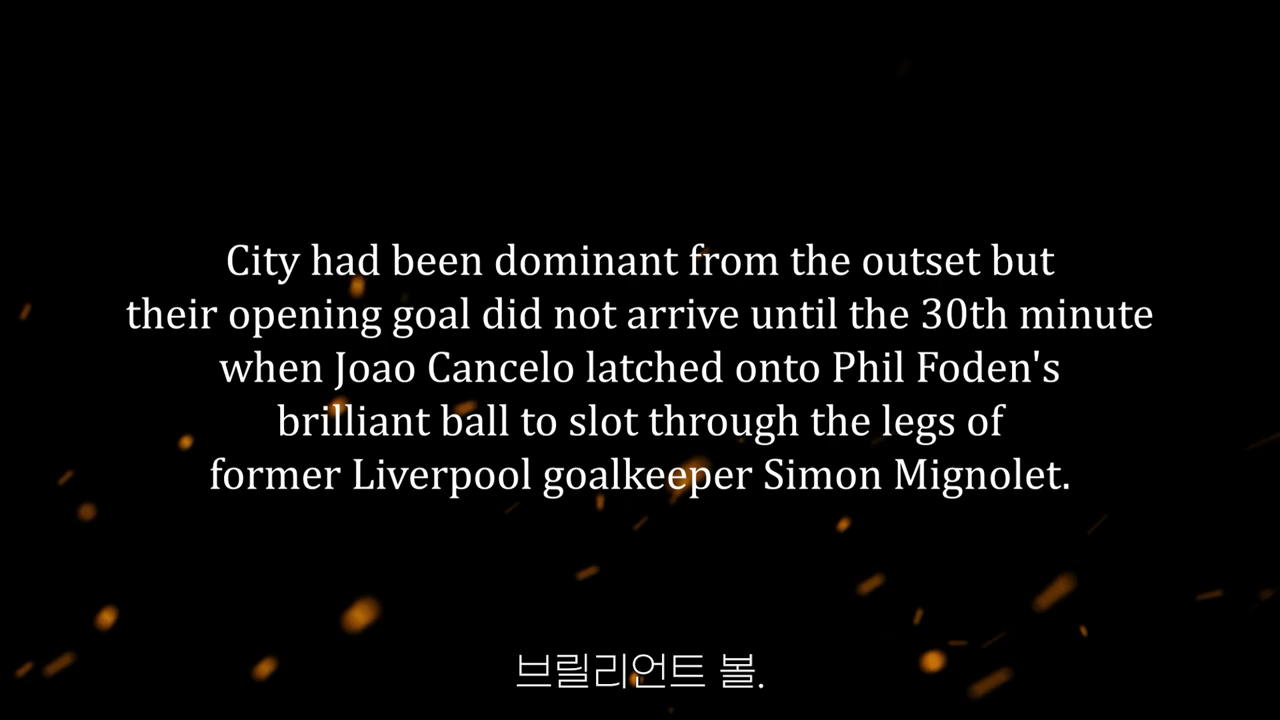 City had been dominant from the outset but
their opening goal did not arrive until the 30th minute
when Joao Cancelo latched onto Phil Foden's
brilliant ball to slot through the legs of
former Liverpool goalkeeper Simon Mignolet.
브릴리언트 볼.